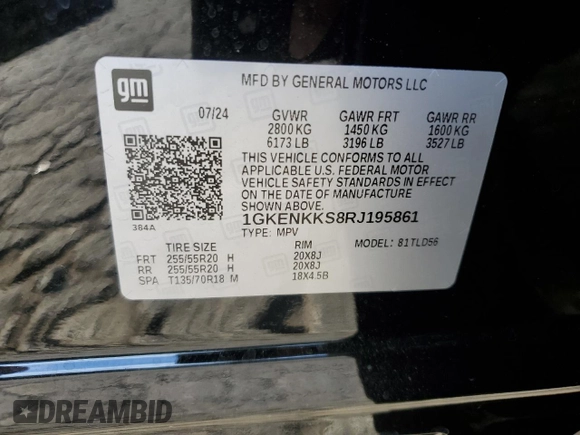 gm
MFD BY GENERAL MOTORS LLC
07/24 GVWR GAWR FRT GAWR RR
2800 KG 1450 KG 1600 KG
6173 LB 3196 LB 3527 LB
THIS VEHICLE CONFORMS TO ALL
APPLICABLE U.S. FEDERAL MOTOR
VEHICLE SAFETY STANDARDS IN EFFECT
ON THE DATE OF MANUFACTURE
SHOWN ABOVE.
384A
1GKENKKS8RJ195861
TYPE: MPV MODEL: 81TLD56
TIRE SIZE RIM
FRT 255/55R20 H 20X8J
RR 255/55R20 H 20X8J
SPA T135/70R18 M 18X4.5B
DREAMBID